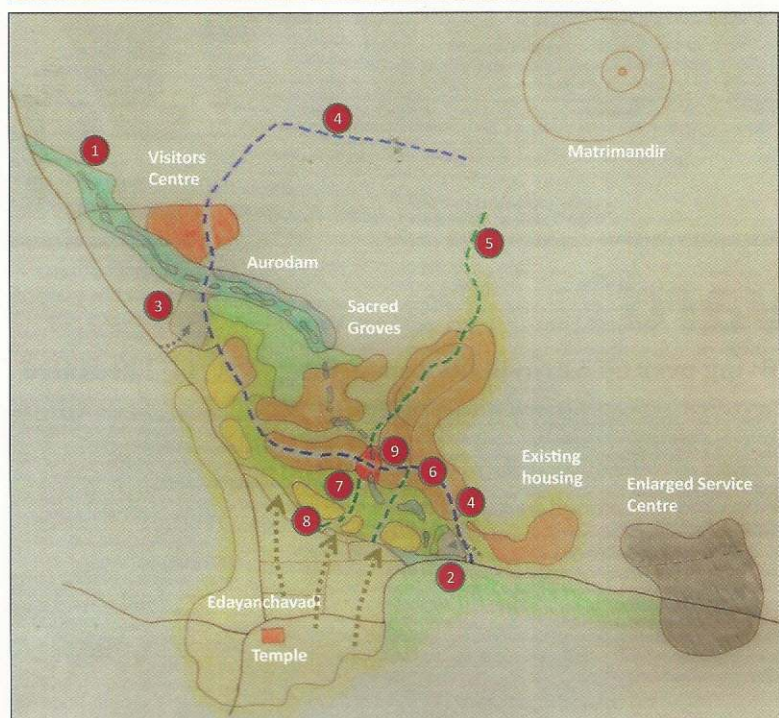 4
Matrimandir
1
Visitors
Centre
5
Aurodam
3
Sacred
Groves
9
6
Existing
housing
7
4
Enlarged Service
Centre
8
2
Edayanchavadi
Temple